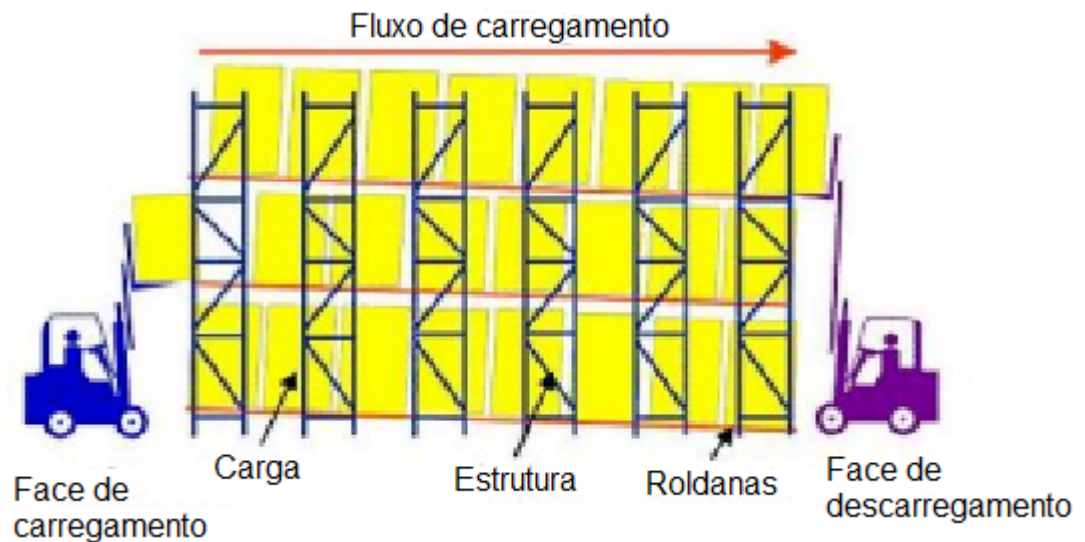 Fluxo de carregamento
Carga
Estrutura
Roldanas
Face de
carregamento
Face de
descarregamento